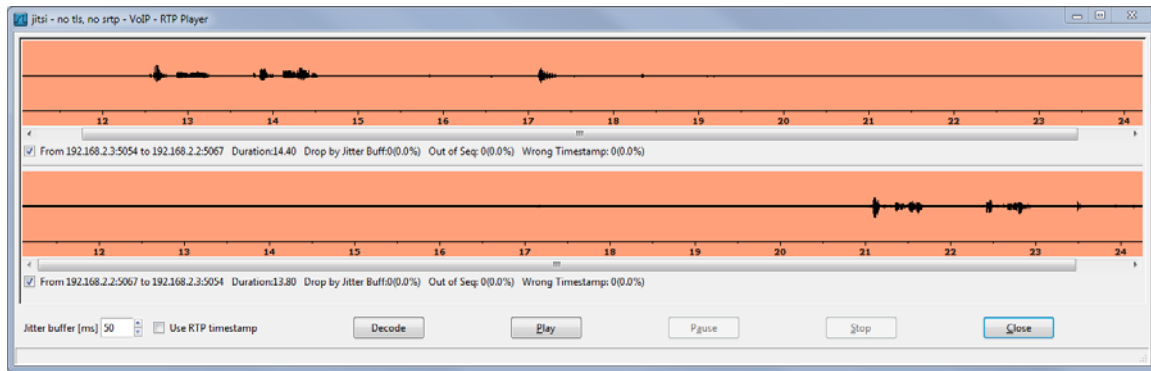 jitsi - no tls, no srtp - VoIP - RTP Player
12 13 14 15 16 17 18 19 20 21 22 23 24
From 192.168.2.3:5054 to 192.168.2.2:5067 Duration:14.40 Drop by Jitter Buff:0(0.0%) Out of Seq: 0(0.0%) Wrong Timestamp: 0(0.0%)
12 13 14 15 16 17 18 19 20 21 22 23 24
From 192.168.2.2:5067 to 192.168.2.3:5054 Duration:13.80 Drop by Jitter Buff:0(0.0%) Out of Seq: 0(0.0%) Wrong Timestamp: 0(0.0%)
Jitter buffer [ms] 50 Use RTP timestamp Decode Play Pause Stop Close